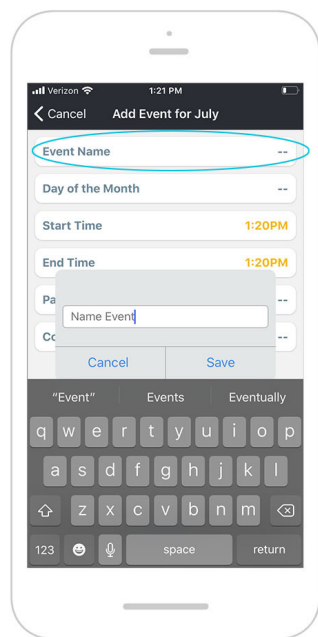 Verizon 1:21 PM
Cancel Add Event for July
Event Name --
Day of the Month --
Start Time 1:20PM
End Time 1:20PM
Pa --
Name Event
Co --
Cancel Save
"Event" Events Eventually
q w e r t y u i o p
a s d f g h j k l
z x c v b n m
123 space return